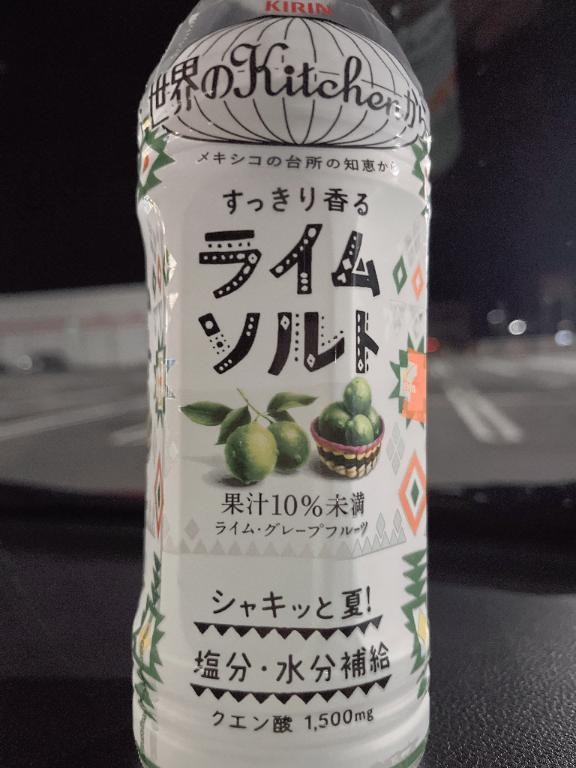 KIRIN
世界のKitchenから
メキシコの台所の知恵から
すっきり香る
ライム
ソルト
果汁10%未満
ライム・グレープフルーツ
シャキッと夏!
塩分・水分補給
クエン酸 1,500mg